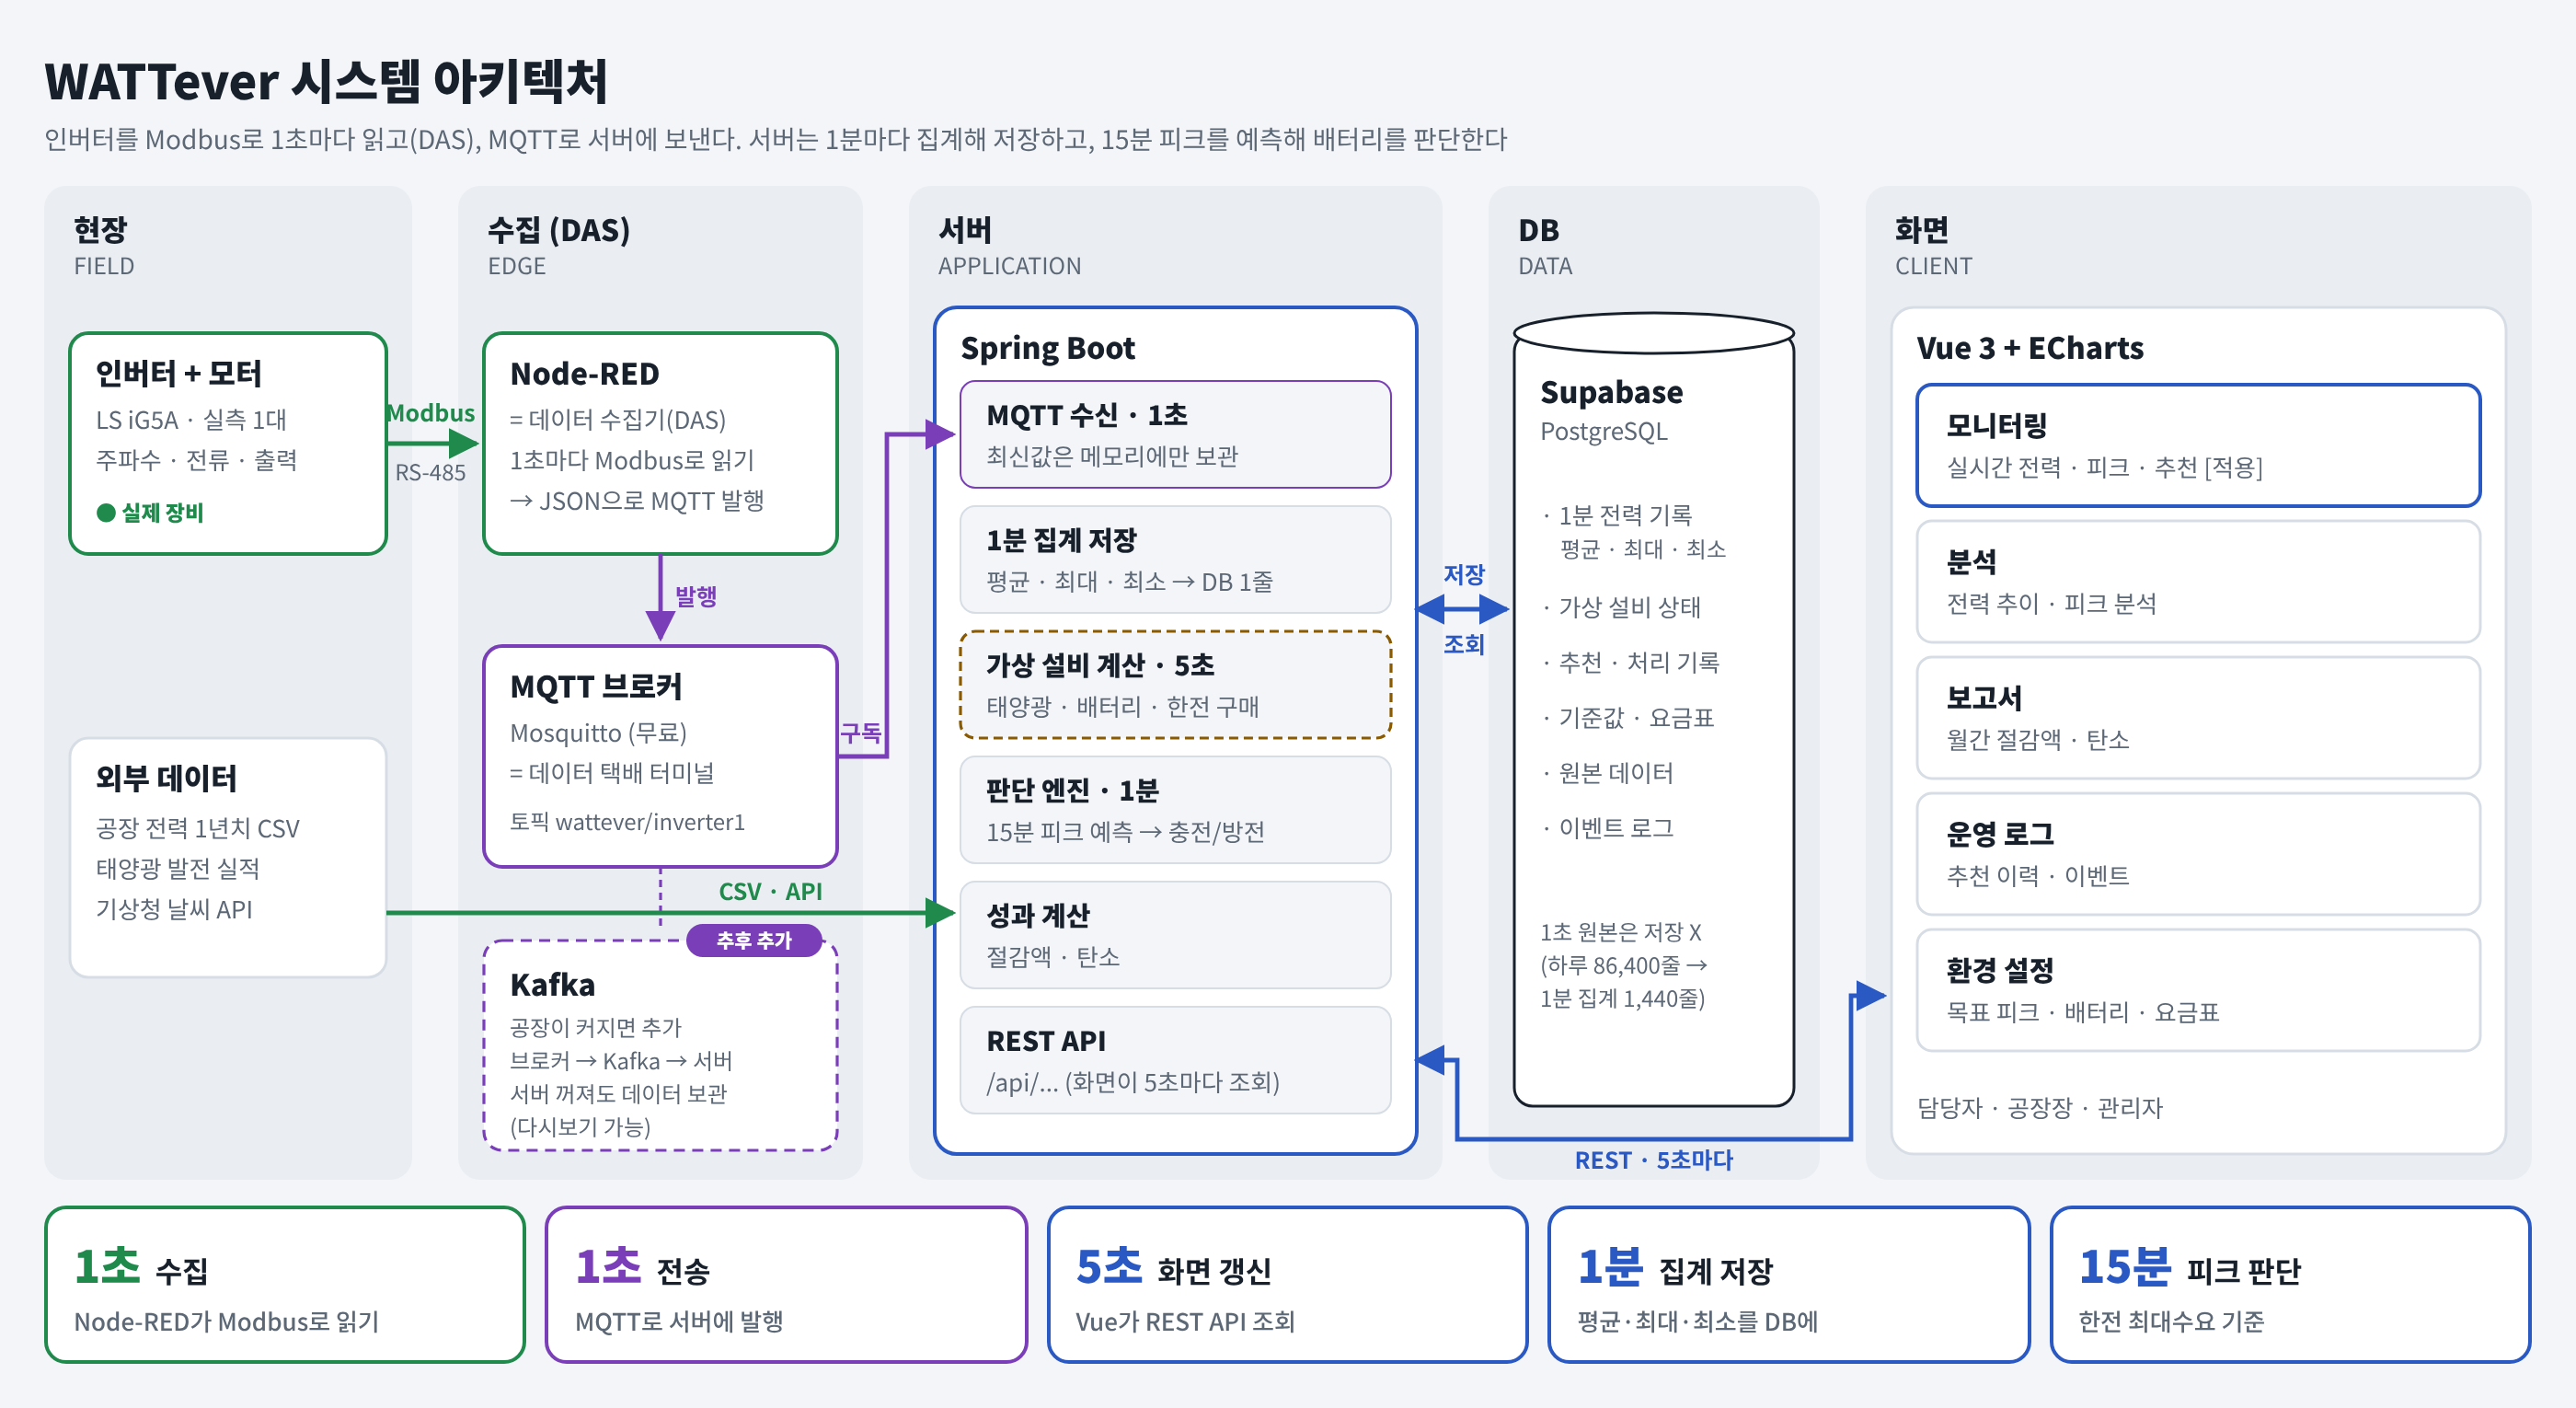 WATTever 시스템 아키텍처
인버터를 Modbus로 1초마다 읽고(DAS), MQTT로 서버에 보낸다. 서버는 1분마다 집계해 저장하고, 15분 피크를 예측해 배터리를 판단한다
현장
FIELD
인버터 + 모터
LS iG5A · 실측 1대
주파수 · 전류 · 출력
● 실제 장비
Modbus
RS-485
외부 데이터
공장 전력 1년치 CSV
태양광 발전 실적
기상청 날씨 API
수집 (DAS)
EDGE
Node-RED
= 데이터 수집기(DAS)
1초마다 Modbus로 읽기
→ JSON으로 MQTT 발행
발행
MQTT 브로커
Mosquitto (무료)
= 데이터 택배 터미널
토픽 wattever/inverter1
구독
CSV · API
추후 추가
Kafka
공장이 커지면 추가
브로커 → Kafka → 서버
서버 꺼져도 데이터 보관
(다시보기 가능)
서버
APPLICATION
Spring Boot
MQTT 수신 · 1초
최신값은 메모리에만 보관
1분 집계 저장
평균 · 최대 · 최소 → DB 1줄
가상 설비 계산 · 5초
태양광 · 배터리 · 한전 구매
판단 엔진 · 1분
15분 피크 예측 → 충전/방전
성과 계산
절감액 · 탄소
REST API
/api/... (화면이 5초마다 조회)
저장
조회
DB
DATA
Supabase
PostgreSQL
· 1분 전력 기록
평균 · 최대 · 최소
· 가상 설비 상태
· 추천 · 처리 기록
· 기준값 · 요금표
· 원본 데이터
· 이벤트 로그
1초 원본은 저장 X
(하루 86,400줄 →
1분 집계 1,440줄)
REST · 5초마다
화면
CLIENT
Vue 3 + ECharts
모니터링
실시간 전력 · 피크 · 추천 [적용]
분석
전력 추이 · 피크 분석
보고서
월간 절감액 · 탄소
운영 로그
추천 이력 · 이벤트
환경 설정
목표 피크 · 배터리 · 요금표
담당자 · 공장장 · 관리자
1초 수집
Node-RED가 Modbus로 읽기
1초 전송
MQTT로 서버에 발행
5초 화면 갱신
Vue가 REST API 조회
1분 집계 저장
평균·최대·최소를 DB에
15분 피크 판단
한전 최대수요 기준